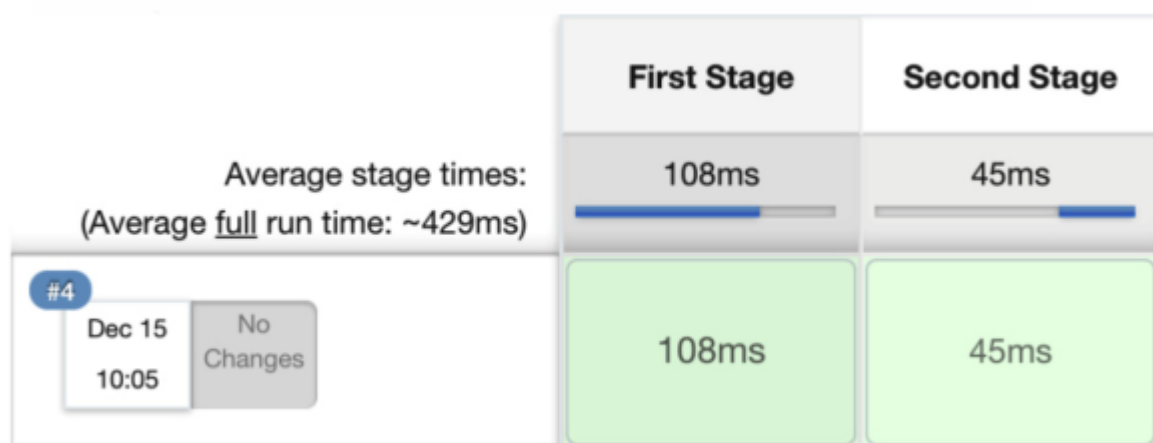 First Stage
Second Stage
Average stage times:
(Average full run time: ~429ms)
108ms
45ms
#4
Dec 15
10:05
No
Changes
108ms
45ms